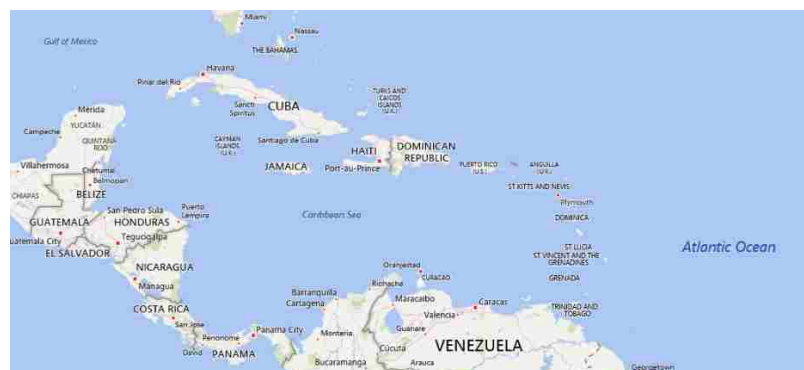 Miami
Nassau
Gulf of Mexico
THE BAHAMAS
Havana
Pinar del Rio
TURKS AND
CAICOS
ISLANDS
(U.K.)
Sancti
Spiritus
CUBA
Mérida
YUCATÁN
Campeche
QUINTANA
ROO
Santiago de Cuba
CAYMAN
ISLANDS
(U.K.)
HAITI
DOMINICAN
REPUBLIC
Villahermosa
Chetumal
JAMAICA
Port-au-Prince
PUERTO RICO
(U.S.)
ANGUILLA
(U.K.)
Belmopan
CHIAPAS
BELIZE
ST KITTS AND NEVIS
Plymouth
San Pedro Sula
Puerto
Lempira
Caribbean Sea
DOMINICA
GUATEMALA
HONDURAS
uatemala City
Tegucigalpa
EL SALVADOR
ST LUCIA
ST VINCENT AND THE
GRENADINES
Atlantic Ocean
NICARAGUA
Oranjestad
Curacao
GRENADA
Managua
Riohacha
Barranquilla
Cartagena
Maracaibo
Caracas
COSTA RICA
Valencia
TRINIDAD AND
TOBAGO
San Jose
Penonome
Panama City
Monteria
Guanare
David
PANAMA
Cúcuta
VENEZUELA
Bucaramanga
Arauca
Georgetown